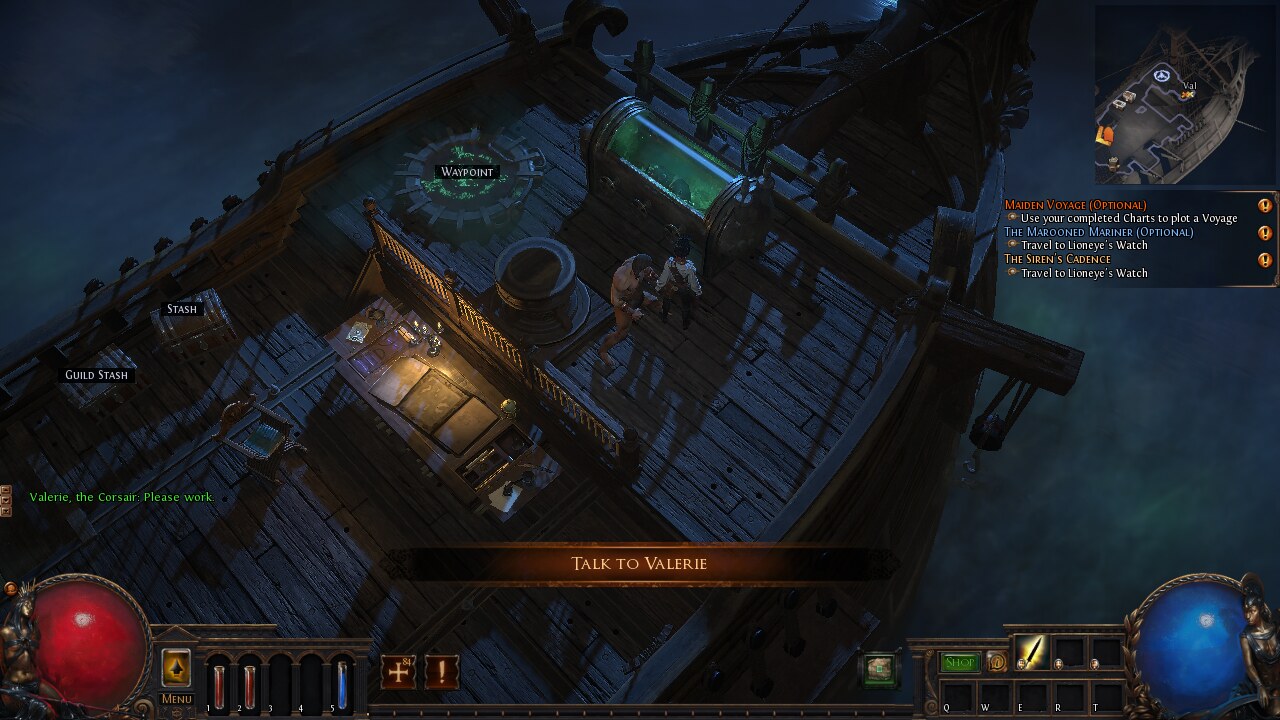 WAYPOINT
Val
MAIDEN VOYAGE (OPTIONAL)
Use your completed Charts to plot a Voyage
THE MAROONED MARINER (OPTIONAL)
Travel to Lioneye's Watch
THE SIREN'S CADENCE
Travel to Lioneye's Watch
STASH
GUILD STASH
Valerie, the Corsair: Please work.
TALK TO VALERIE
84
SHOP
MENU
1 2 3 4 5
Q W E R T